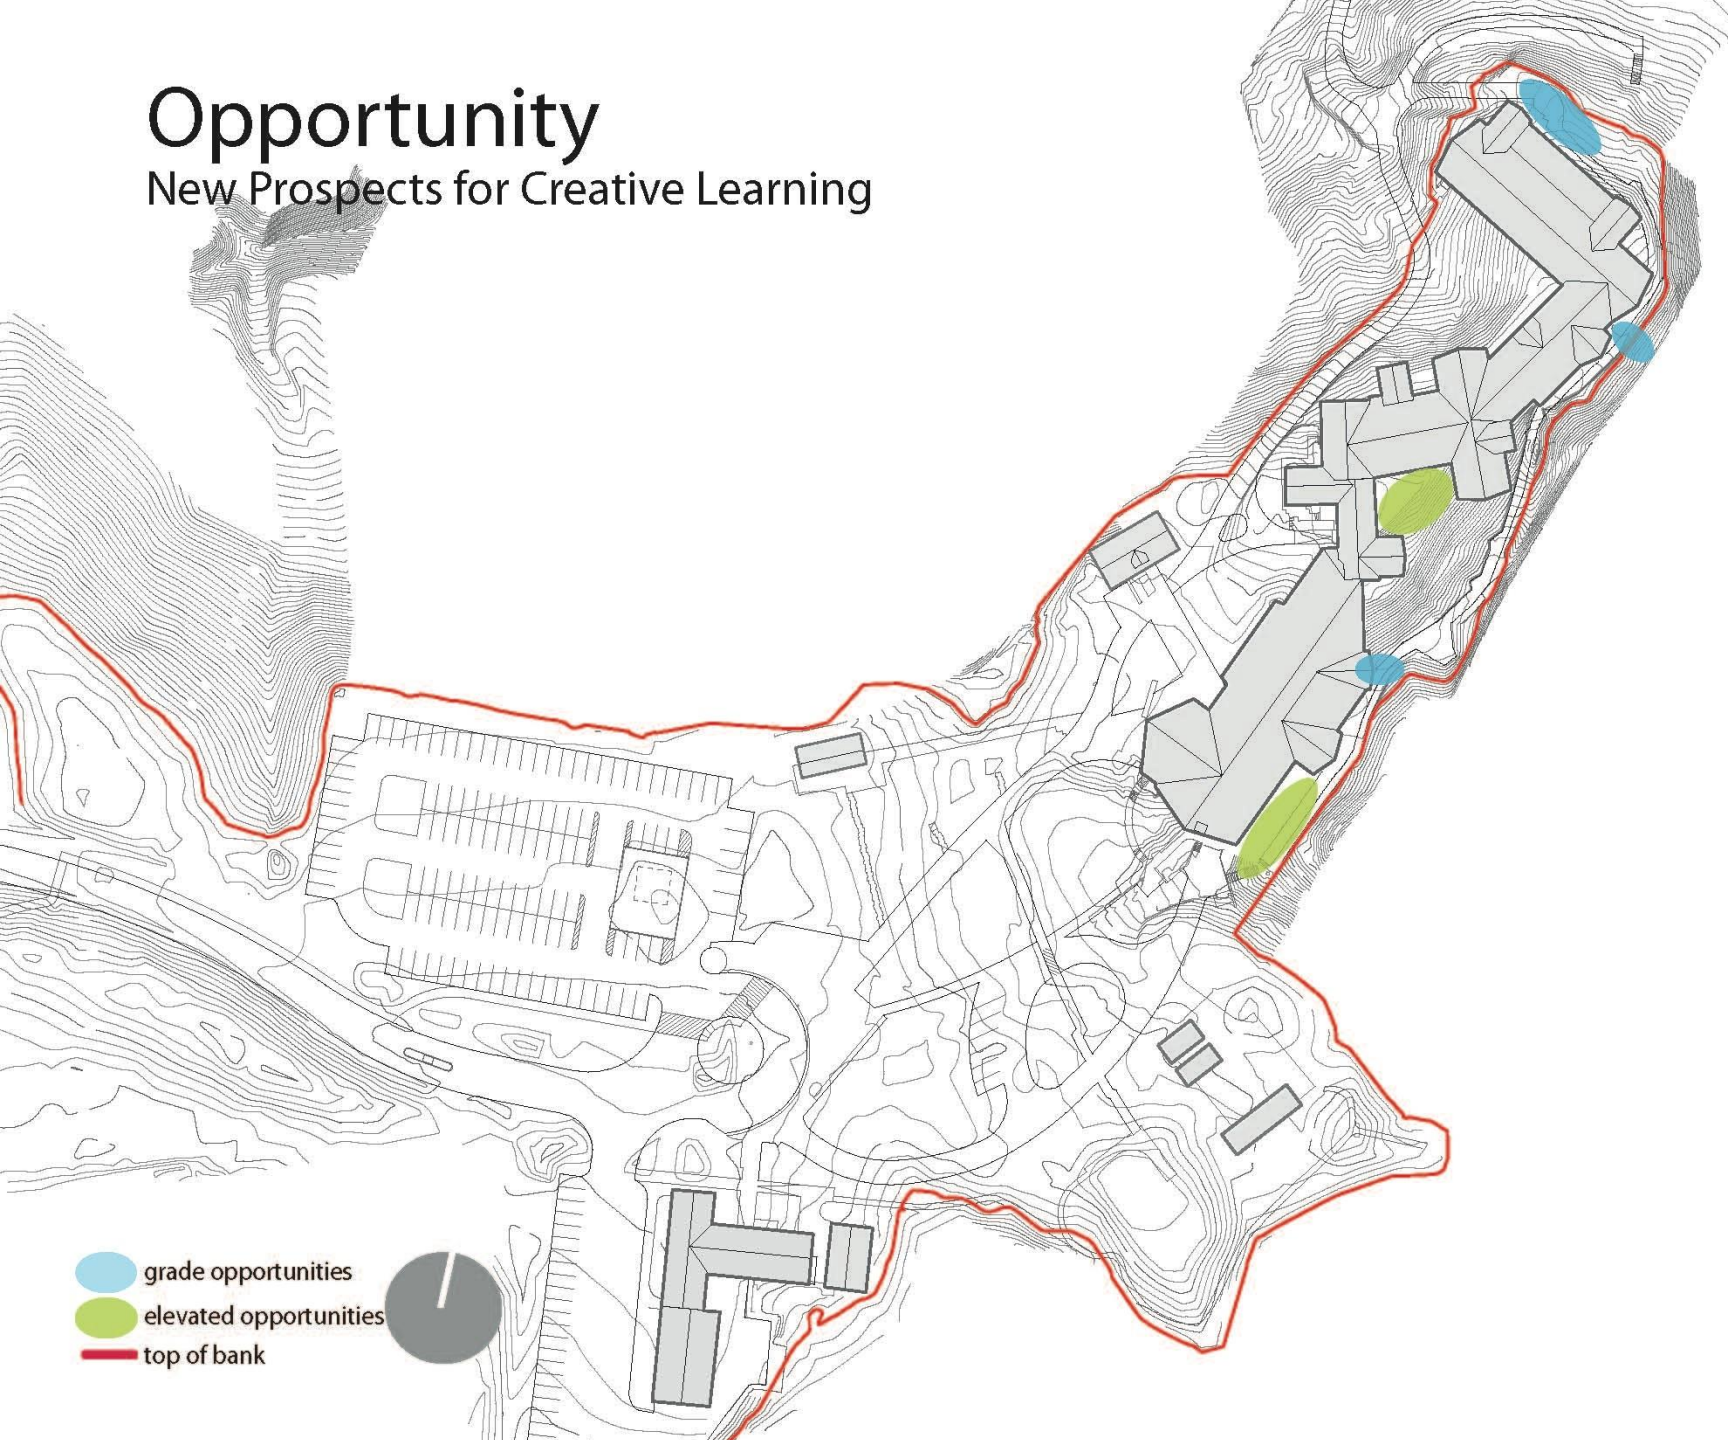 Opportunity
New Prospects for Creative Learning
grade opportunities
elevated opportunities
top of bank